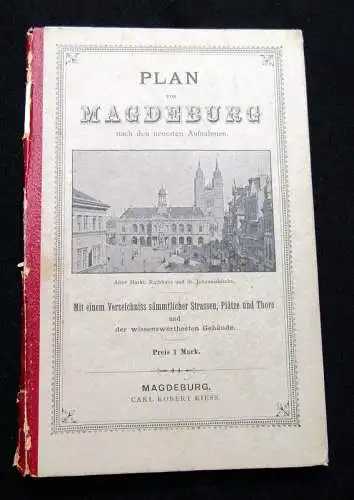 PLAN
von
MAGDEBURG
nach den neuesten Aufnahmen.
Alter Markt, Rathhaus und St. Johanneskirche.
Mit einem Verzeichniss sämmtlicher Strassen, Plätze und Thore
und
der wissenswerthesten Gebäude.
Preis 1 Mark.
MAGDEBURG,
CARL ROBERT KIESS.